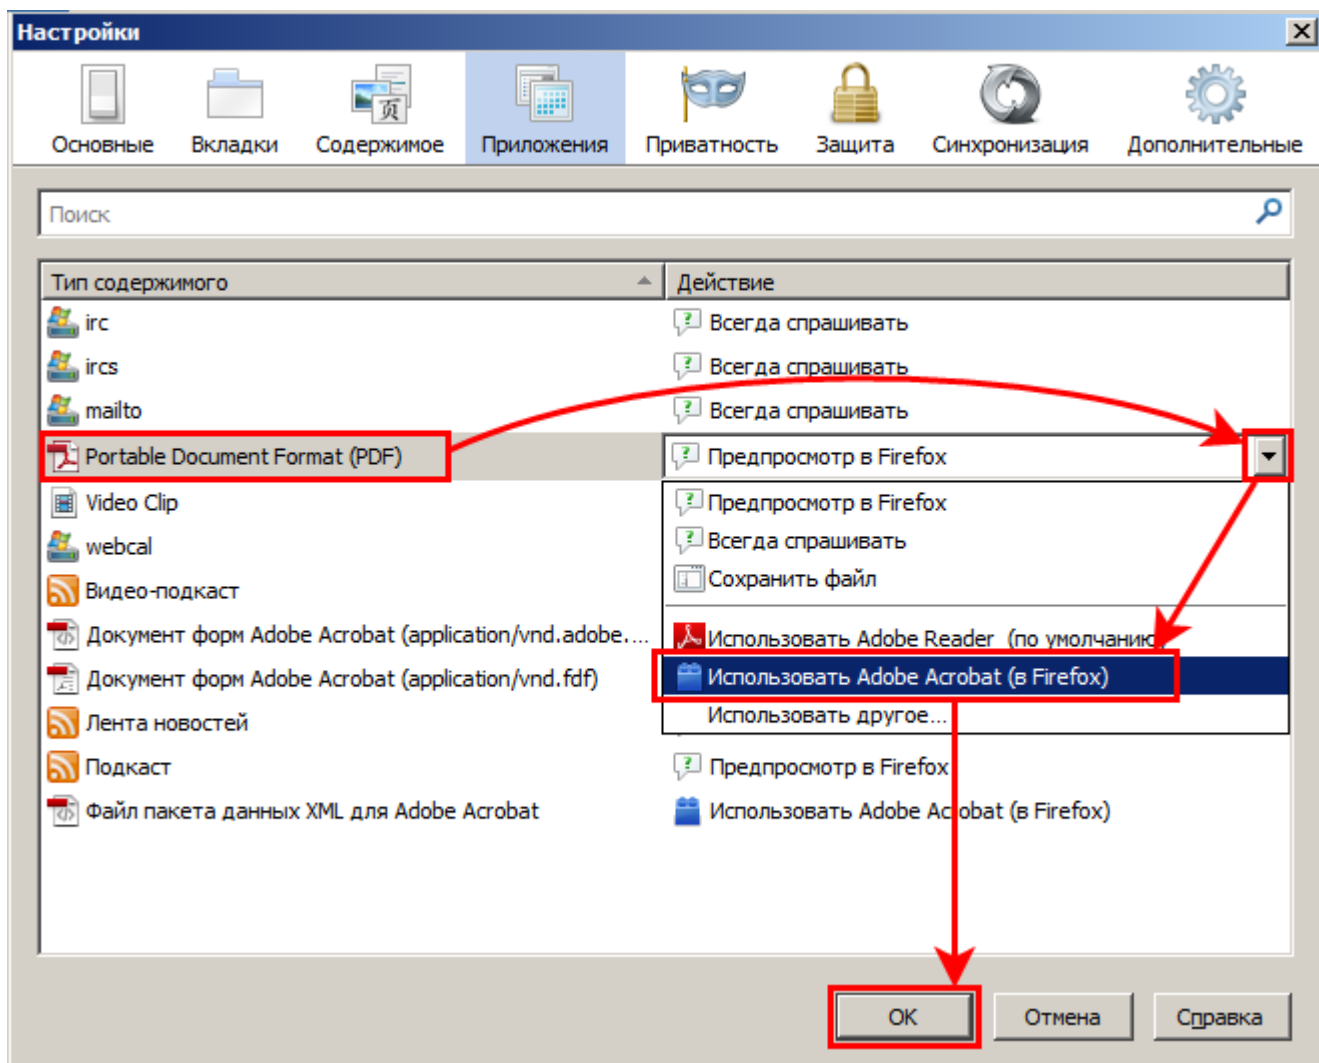 Настройки
Основные Вкладки Содержимое Приложения Приватность Защита Синхронизация Дополнительные
Поиск
Тип содержимого Действие
irc Всегда спрашивать
ircs Всегда спрашивать
mailto Всегда спрашивать
Portable Document Format (PDF) Предпросмотр в Firefox
Video Clip Предпросмотр в Firefox
webcal Всегда спрашивать
Видео-подкаст Сохранить файл
Документ форм Adobe Acrobat (application/vnd.adobe.... Использовать Adobe Reader (по умолчанию)
Документ форм Adobe Acrobat (application/vnd.fdf) Использовать Adobe Acrobat (в Firefox)
Лента новостей Использовать другое...
Подкаст Предпросмотр в Firefox
Файл пакета данных XML для Adobe Acrobat Использовать Adobe Acrobat (в Firefox)
OK Отмена Справка